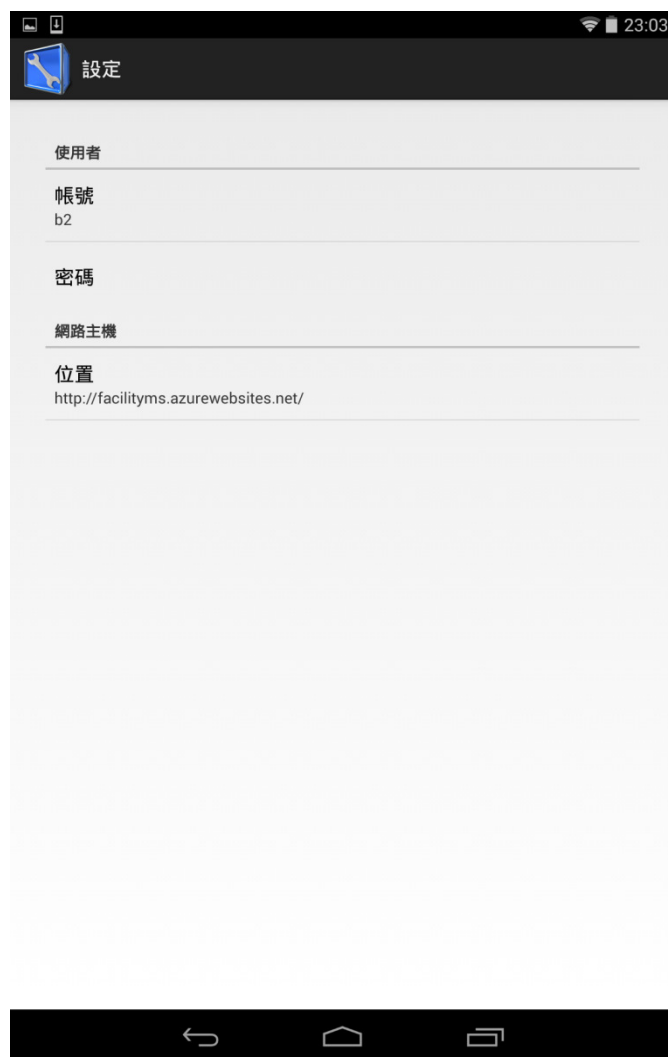 23:03
設定
使用者
帳號
b2
密碼
網路主機
位置
http://facilityms.azurewebsites.net/